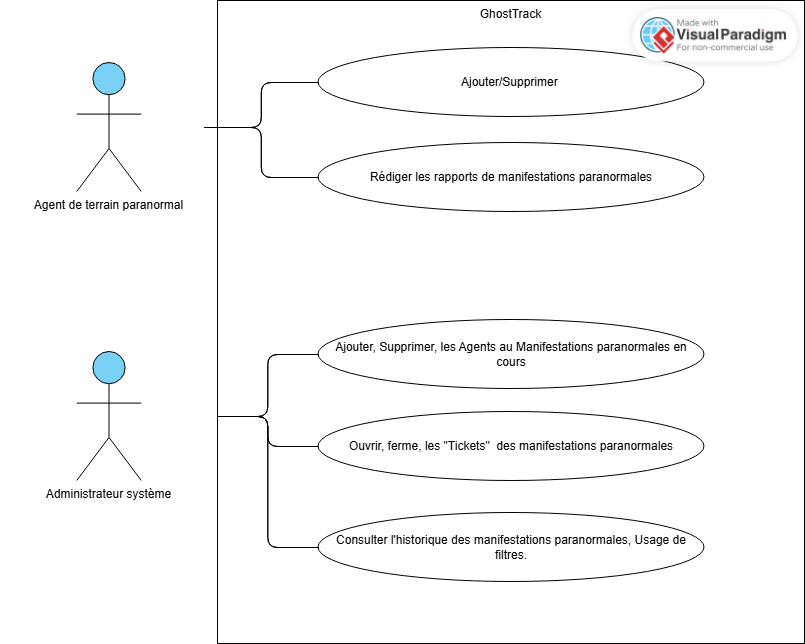 GhostTrack
Made with
VisualParadigm
For non-commercial use
Ajouter/Supprimer
Rédiger les rapports de manifestations paranormales
Agent de terrain paranormal
Ajouter, Supprimer, les Agents au Manifestations paranormales en
cours
Ouvrir, ferme, les "Tickets"  des manifestations paranormales
Administrateur système
Consulter l'historique des manifestations paranormales, Usage de
filtres.